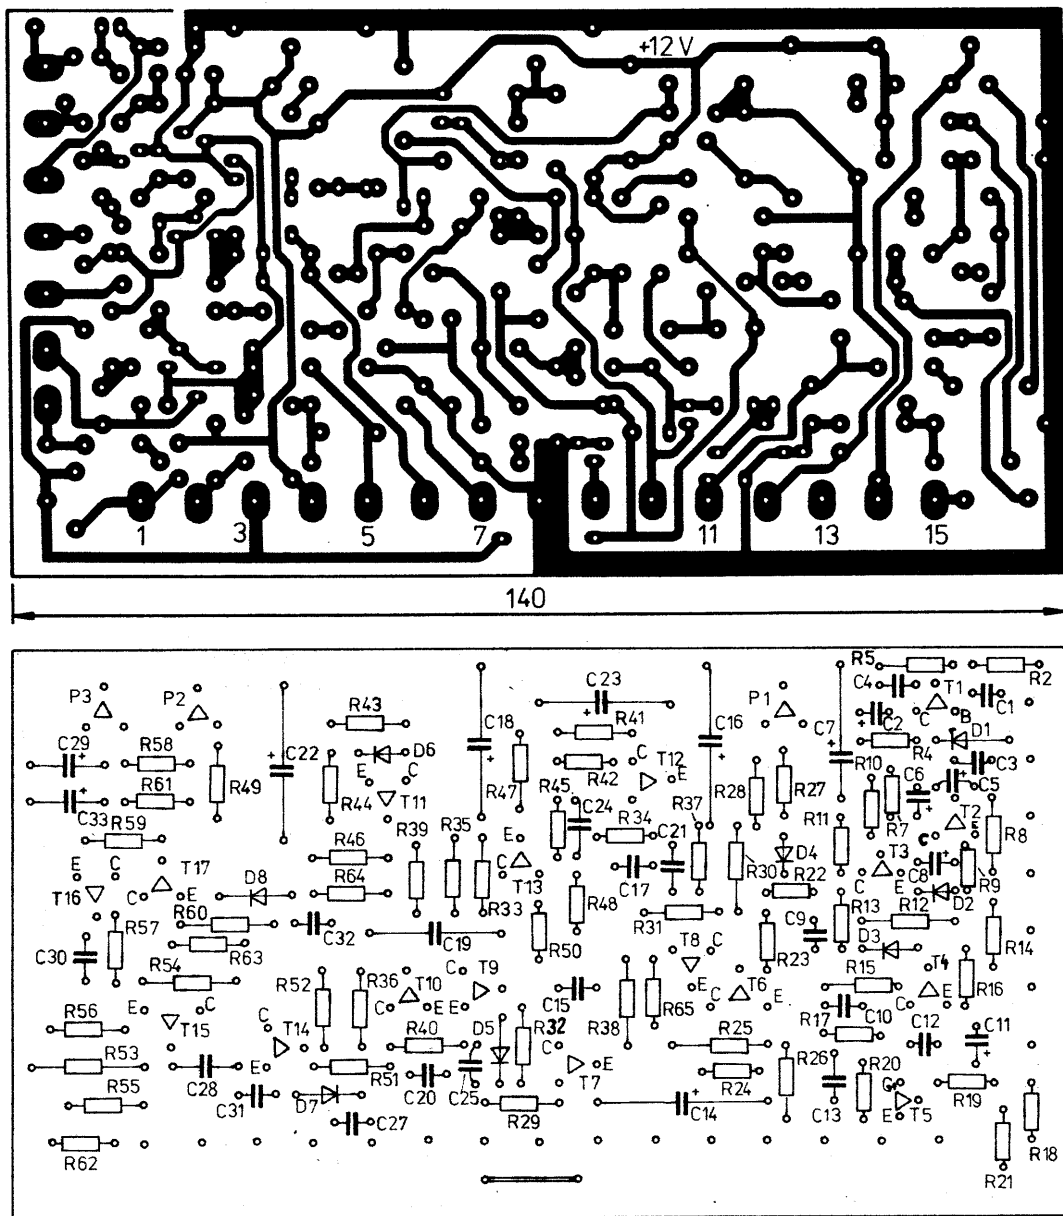 +12 V
1 3 5 7 11 13 15
140
R5 R2
P3 P2 C23 P1 C4 T1 C1
R43 C18 R41 C16 C7 C2 C B D1
C29 R58 C22 D6 T12 R4 C3
R61 R49 R44 E C R47 R42 C E R28 R27 R10 C6 C5
C33 T11 R45 C24 R37 R7 T2
R59 R39 R35 E R34 C21 R11 C R8
E C T17 R46 C T3
T16 D8 R64 T13 C17 R30 D4 C8 R9
C E R22 C E D2
R60 R33 R48 R31 C9 R13 R12
R57 R63 C32 C19 R50 T8 C D3 R14
C30 R54 R52 R36 C T9 R23 T4
T10 C15 E T6 R15 R16
E C C E E C E C E
R56 T15 C R38 R65 R17 C10
T14 R40 D5 R32 C R25 C12 C11
R53 E E R26 R20
R55 C28 R51 T7 R24
C31 D7 C20 C25 C14 C13 T5 R19
C27 R29 E
R62 R18
R21